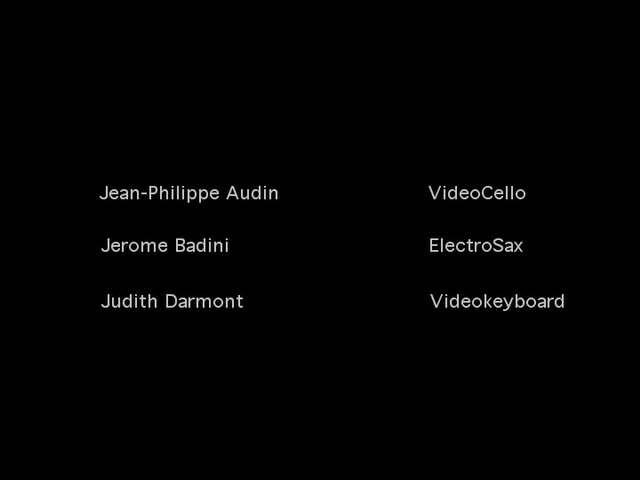 Jean-Philippe Audin VideoCello
Jerome Badini ElectroSax
Judith Darmont Videokeyboard